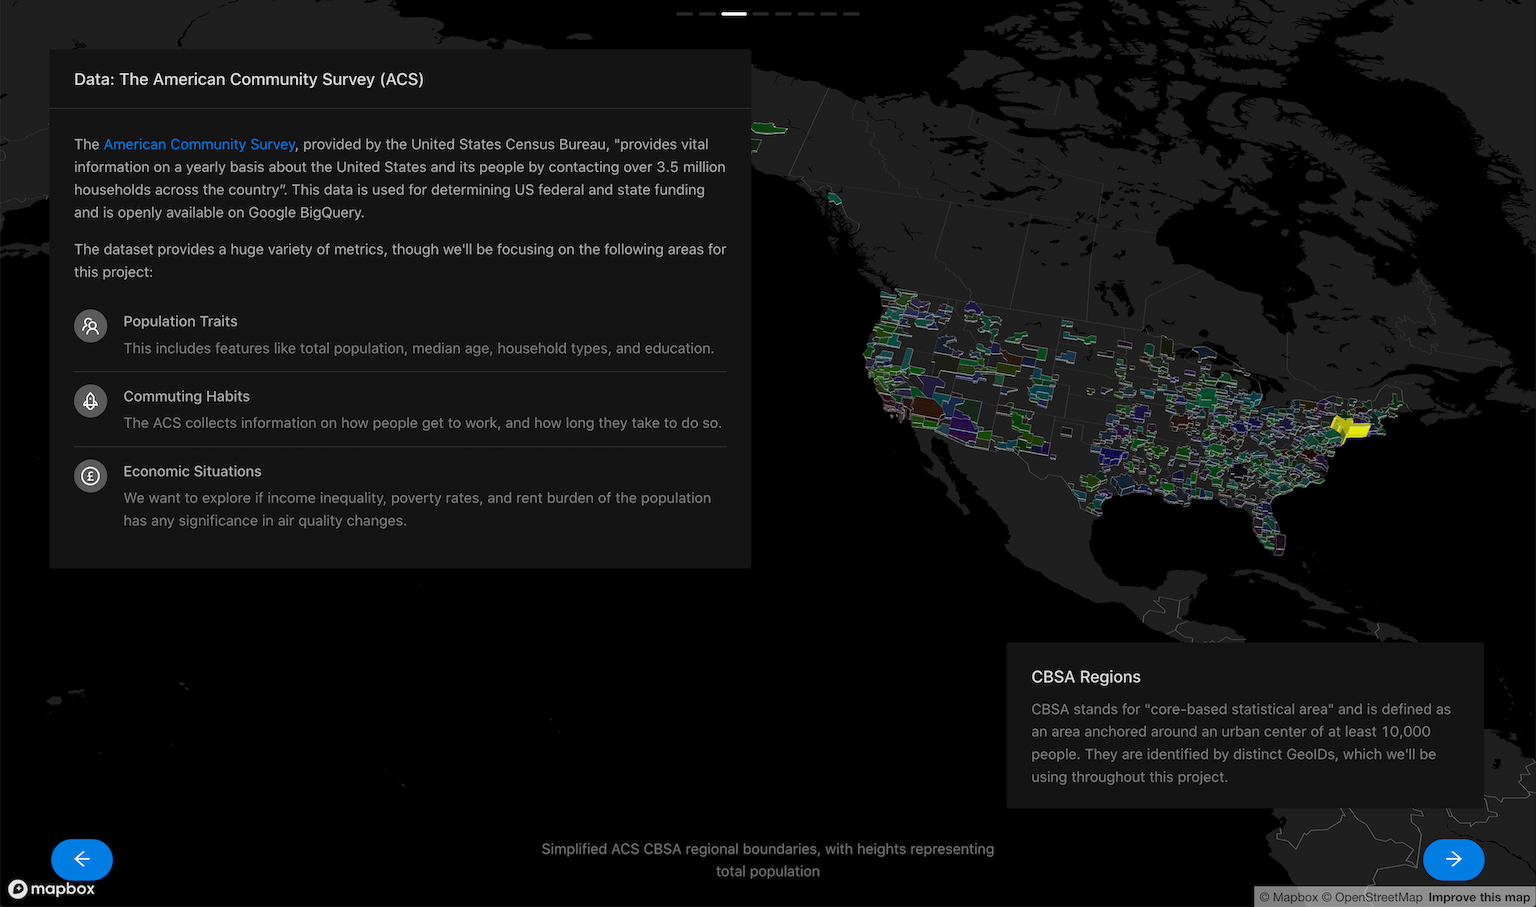 Data: The American Community Survey (ACS)
The American Community Survey, provided by the United States Census Bureau, "provides vital
information on a yearly basis about the United States and its people by contacting over 3.5 million
households across the country”. This data is used for determining US federal and state funding
and is openly available on Google BigQuery.
The dataset provides a huge variety of metrics, though we'll be focusing on the following areas for
this project:
Population Traits
This includes features like total population, median age, household types, and education.
Commuting Habits
The ACS collects information on how people get to work, and how long they take to do so.
Economic Situations
We want to explore if income inequality, poverty rates, and rent burden of the population
has any significance in air quality changes.
CBSA Regions
CBSA stands for "core-based statistical area" and is defined as
an area anchored around an urban center of at least 10,000
people. They are identified by distinct GeoIDs, which we'll be
using throughout this project.
Simplified ACS CBSA regional boundaries, with heights representing
total population
mapbox
© Mapbox © OpenStreetMap Improve this map